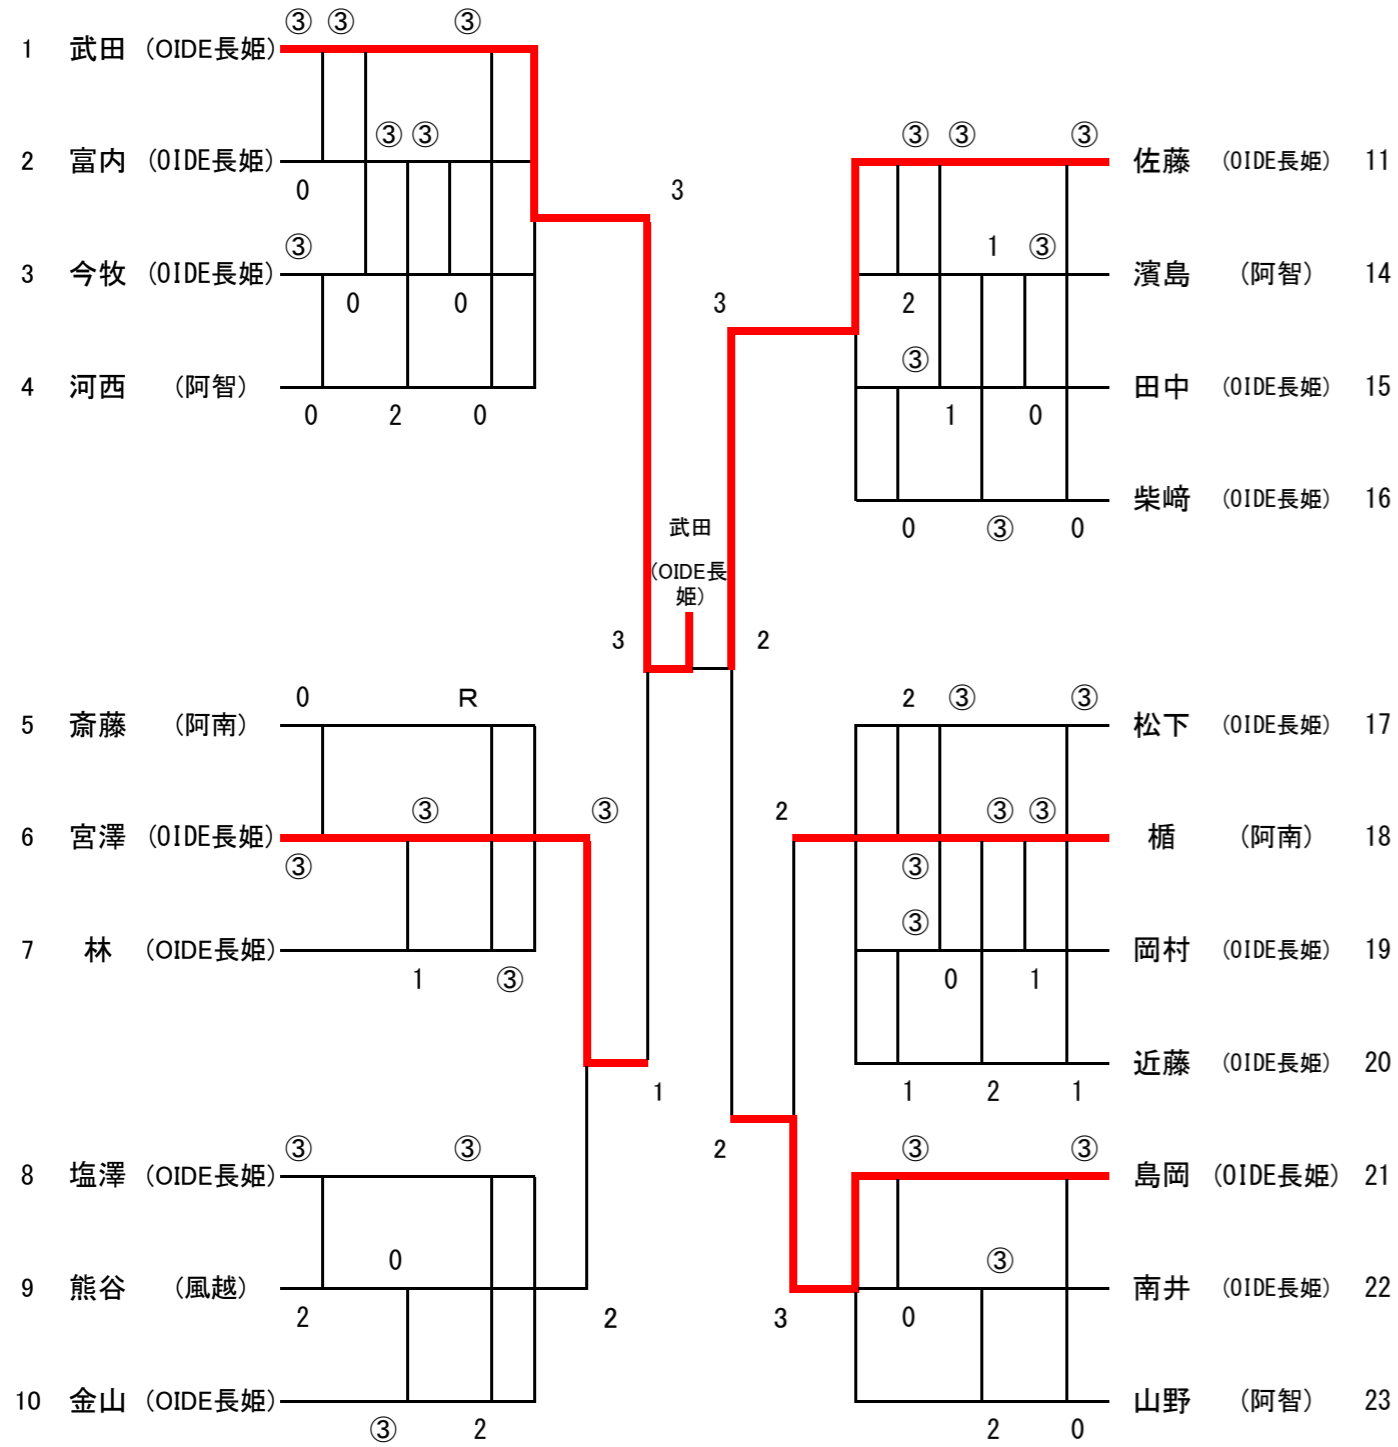 ③ ③ ③
1 武田 (OIDE長姫)
③ ③
2 富内 (OIDE長姫)
0
③
3 今牧 (OIDE長姫)
0 0
4 河西 (阿智)
0 2 0
3
③ ③ ③
佐藤 (OIDE長姫) 11
1 ③
濱島 (阿智) 14
3
2
③
田中 (OIDE長姫) 15
1 0
柴﨑 (OIDE長姫) 16
0 ③ 0
武田
(OIDE長
姫)
3 2
0 R
5 斎藤 (阿南)
③ ③
6 宮澤 (OIDE長姫)
③
7 林 (OIDE長姫)
1 ③
1
③ ③
8 塩澤 (OIDE長姫)
0
9 熊谷 (風越)
2 2
10 金山 (OIDE長姫)
③ 2
2 ③ ③
松下 (OIDE長姫) 17
2 ③ ③
楯 (阿南) 18
③
③
岡村 (OIDE長姫) 19
0 1
近藤 (OIDE長姫) 20
1 2 1
2
③ ③
島岡 (OIDE長姫) 21
③
南井 (OIDE長姫) 22
3 0
山野 (阿智) 23
2 0